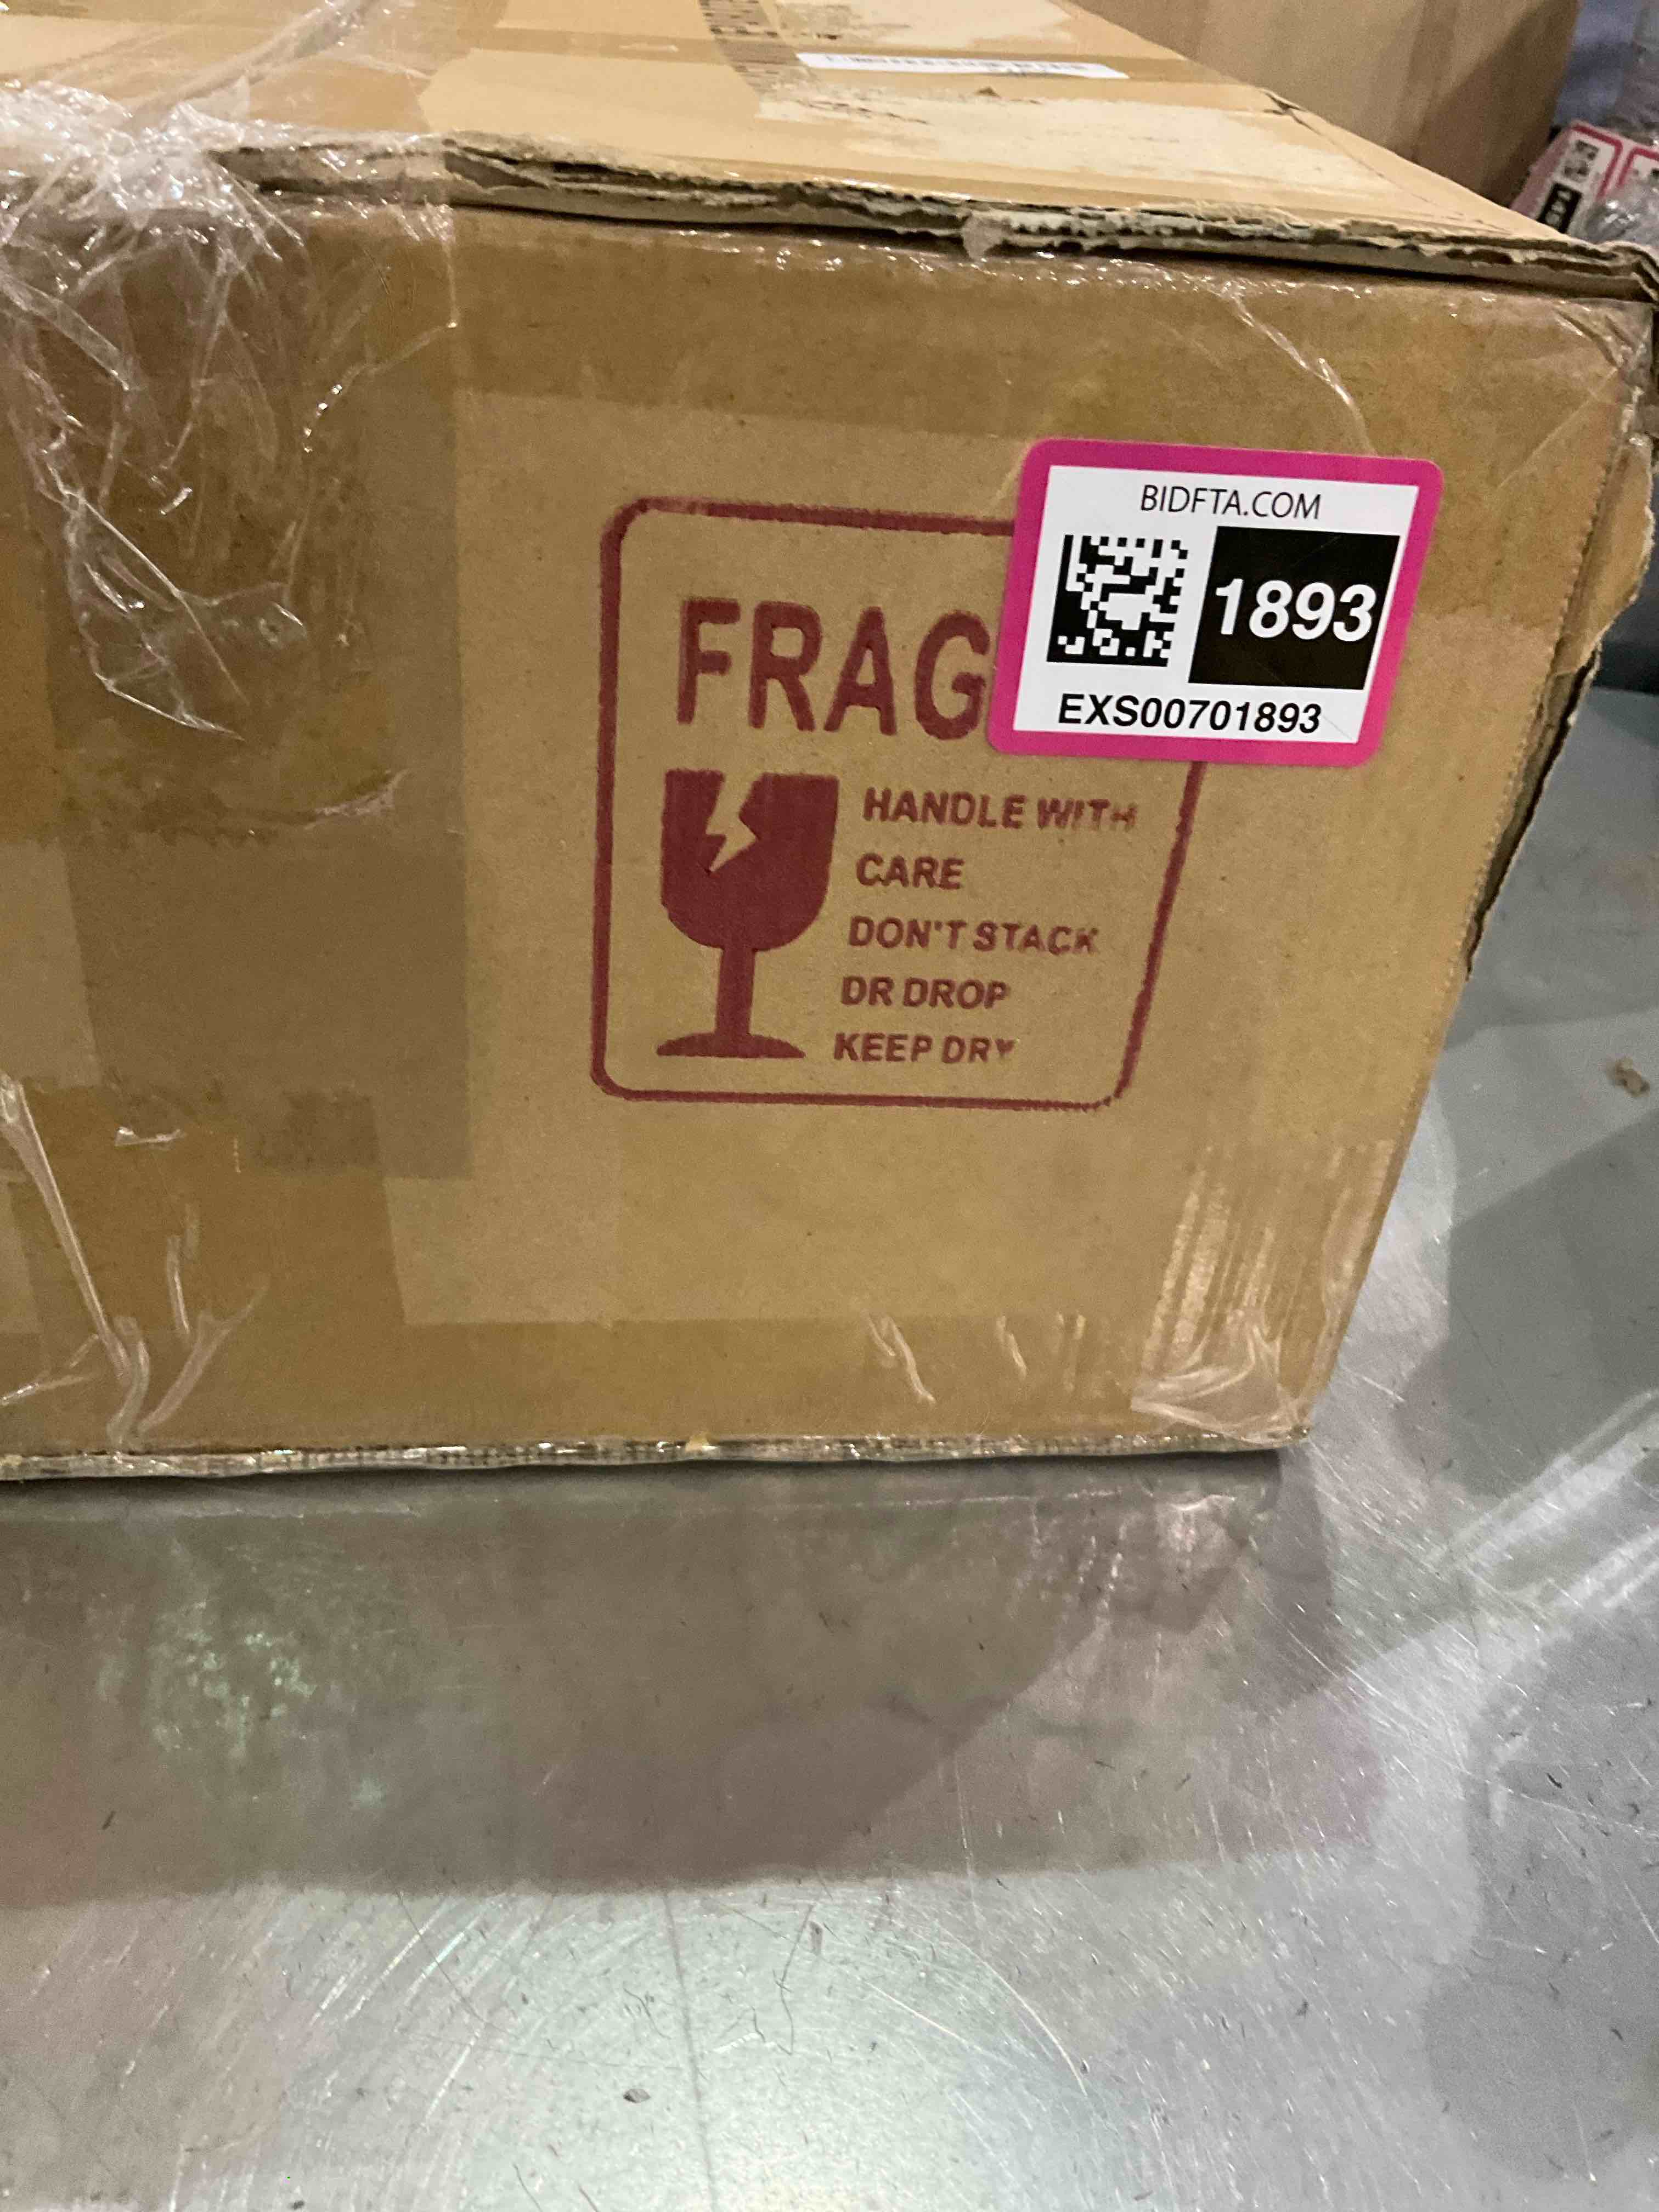 BIDFTA.COM
1893
EXS00701893
FRAG
HANDLE WITH
CARE
DON'T STACK
DR DROP
KEEP DRY